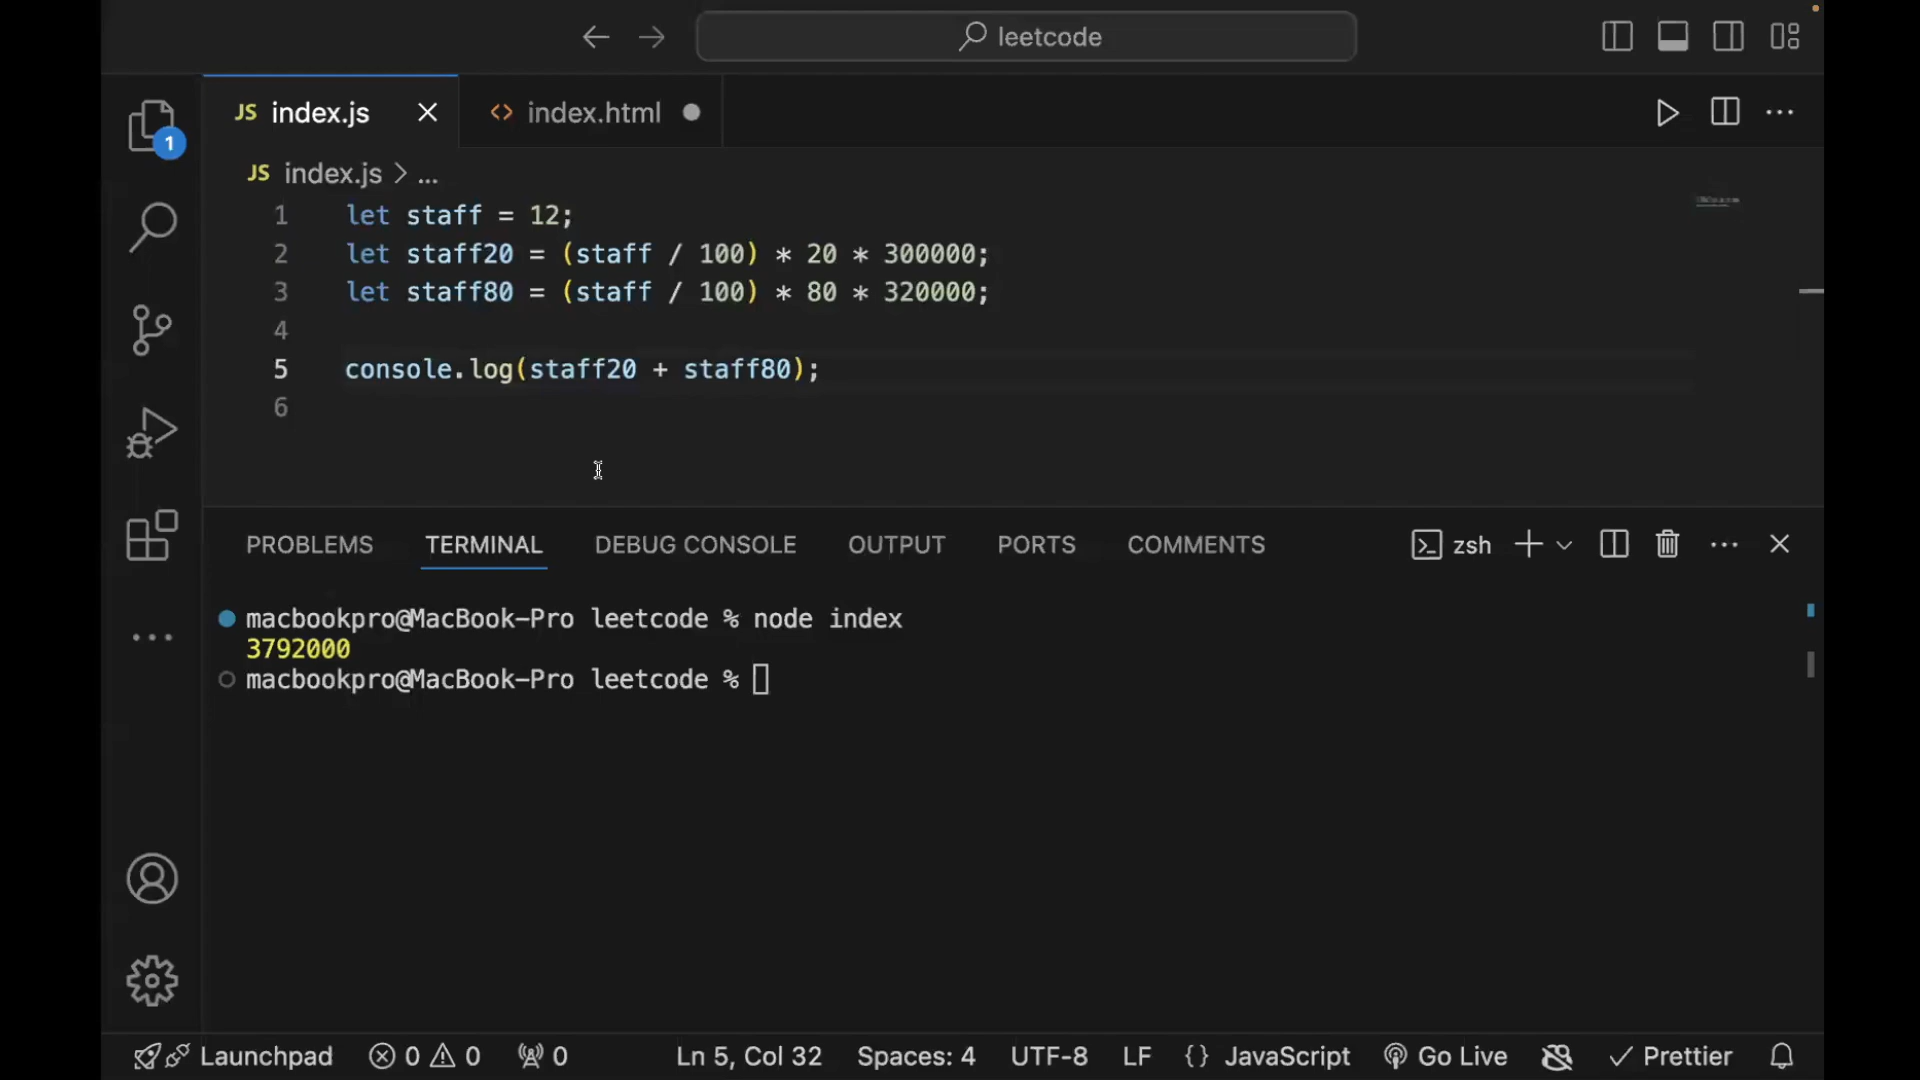 leetcode
JS index.js
<> index.html
1
JS index.js > ...
1 let staff = 12;
2 let staff20 = (staff / 100) * 20 * 300000;
3 let staff80 = (staff / 100) * 80 * 320000;
4
5 console.log(staff20 + staff80);
6
PROBLEMS TERMINAL DEBUG CONSOLE OUTPUT PORTS COMMENTS zsh
macbookpro@MacBook-Pro leetcode % node index
3792000
macbookpro@MacBook-Pro leetcode %
Launchpad 0 0 0 Ln 5, Col 32 Spaces: 4 UTF-8 LF {} JavaScript Go Live Prettier